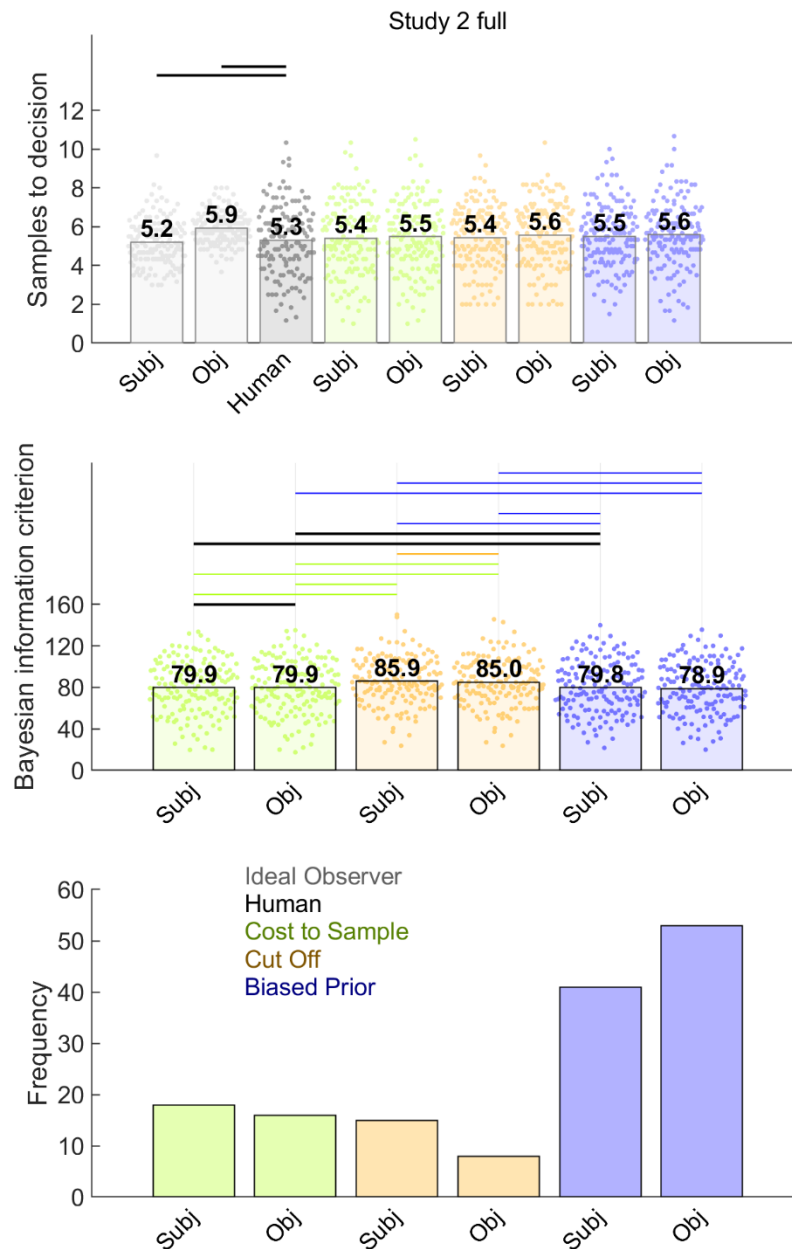 Study 2 full
Samples to decision
12
10
8
6
4
2
0
5.2 5.9 5.3 5.4 5.5 5.4 5.6 5.5 5.6
Subj Obj Human Subj Obj Subj Obj Subj Obj
Bayesian information criterion
160
120
80
40
0
79.9 79.9 85.9 85.0 79.8 78.9
Subj Obj Subj Obj Subj Obj
Frequency
60
50
40
30
20
10
0
Ideal Observer
Human
Cost to Sample
Cut Off
Biased Prior
Subj Obj Subj Obj Subj Obj